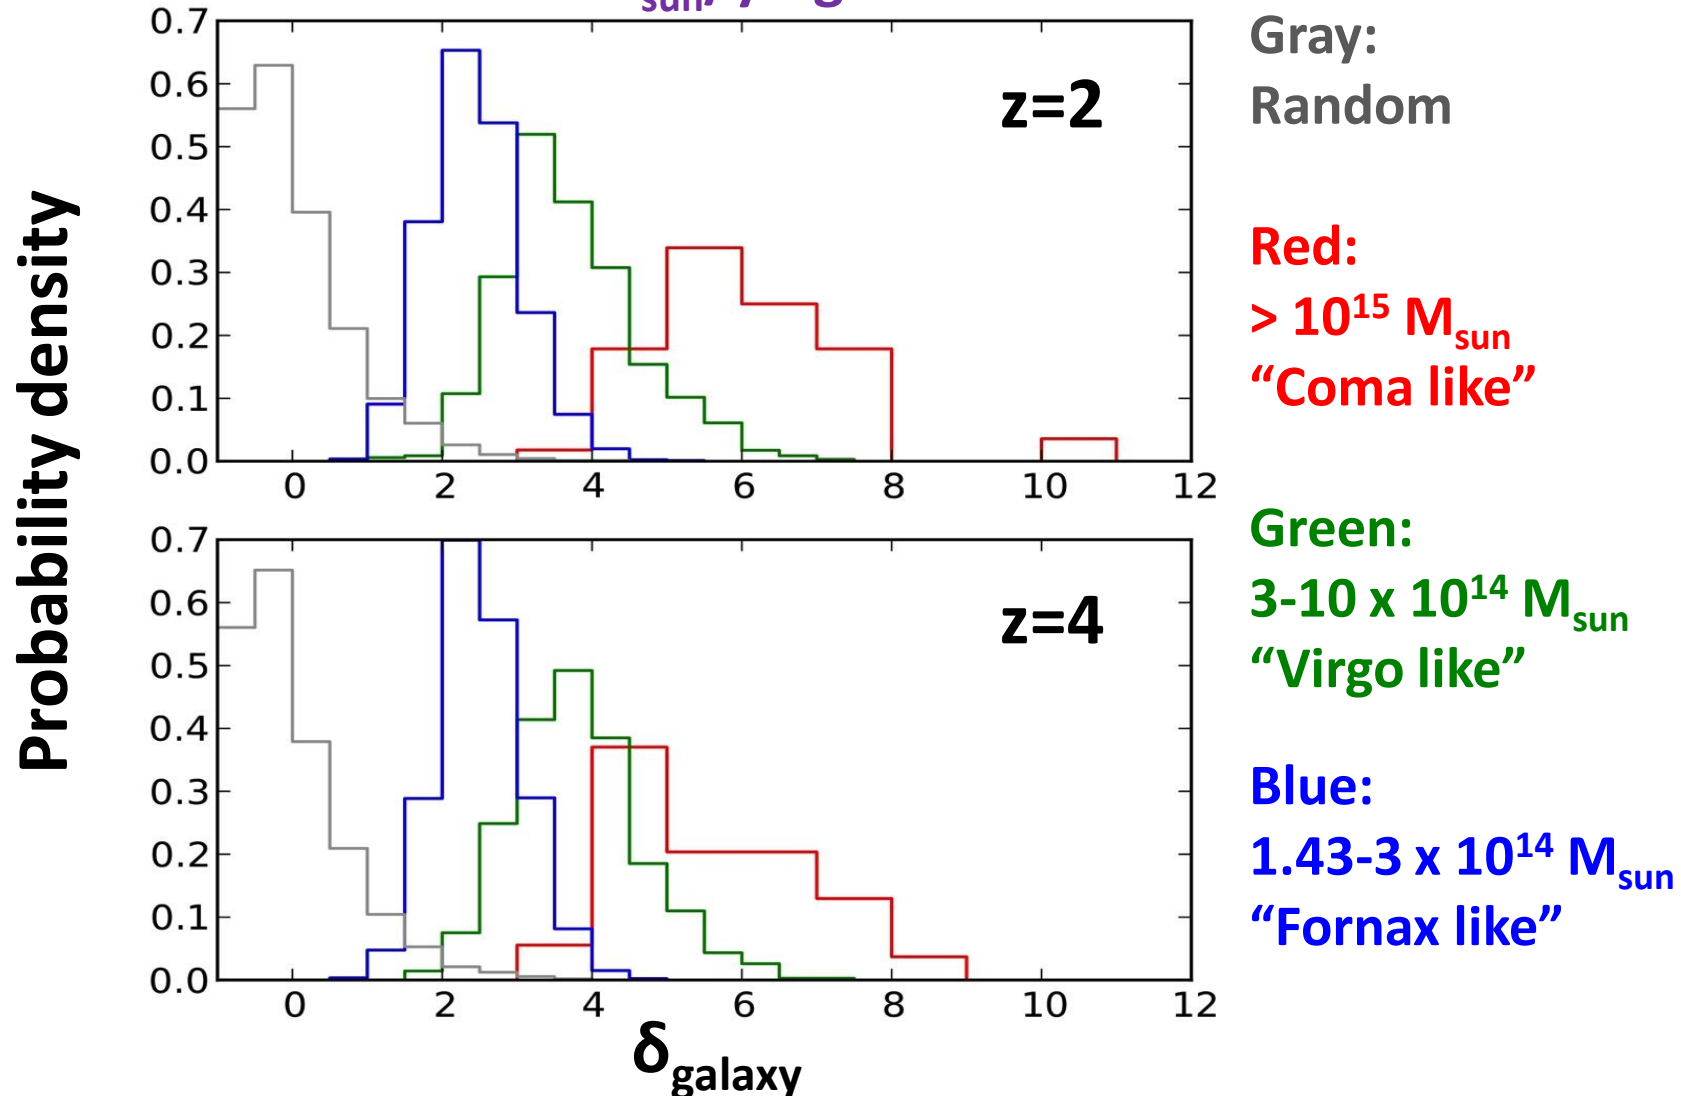 0.7
0.6
0.5
0.4
0.3
0.2
0.1
0.0
0 2 4 6 8 10 12
z=2
0.7
0.6
0.5
0.4
0.3
0.2
0.1
0.0
0 2 4 6 8 10 12
z=4
Probability density
δgalaxy
Gray:
Random
Red:
> 10¹⁵ Msun
“Coma like”
Green:
3-10 x 10¹⁴ Msun
“Virgo like”
Blue:
1.43-3 x 10¹⁴ Msun
“Fornax like”